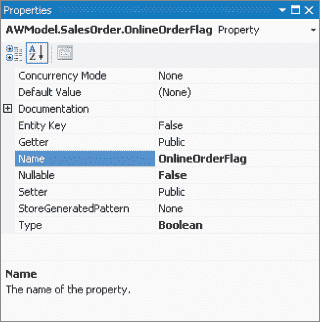 Properties
AWModel.SalesOrder.OnlineOrderFlag Property
Concurrency Mode None
Default Value (None)
Documentation
Entity Key False
Getter Public
Name OnlineOrderFlag
Nullable False
Setter Public
StoreGeneratedPattern None
Type Boolean
Name
The name of the property.